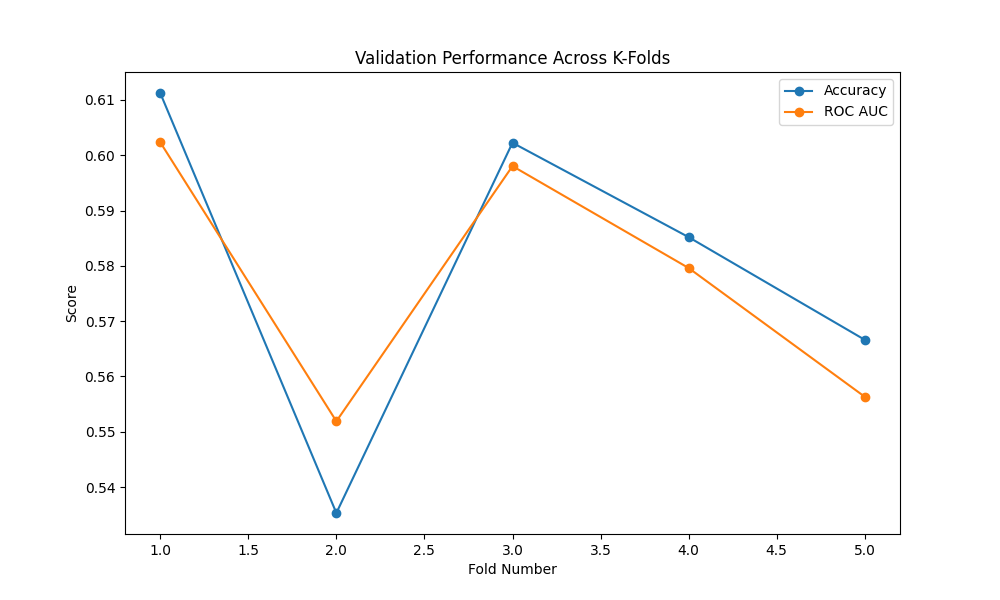 Validation Performance Across K-Folds
Accuracy
ROC AUC
0.61
0.60
0.59
0.58
0.57
0.56
0.55
0.54
Score
1.0 1.5 2.0 2.5 3.0 3.5 4.0 4.5 5.0
Fold Number